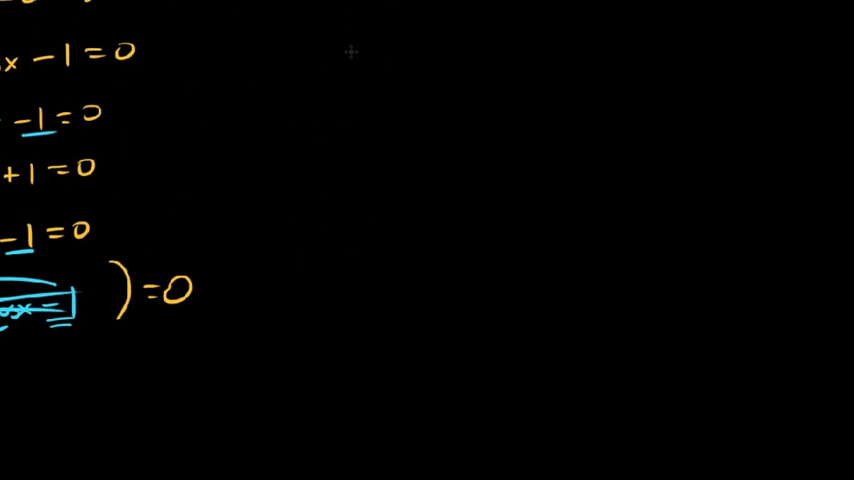 x - 1 = 0
- 1 = 0
+ 1 = 0
- 1 = 0
) = 0